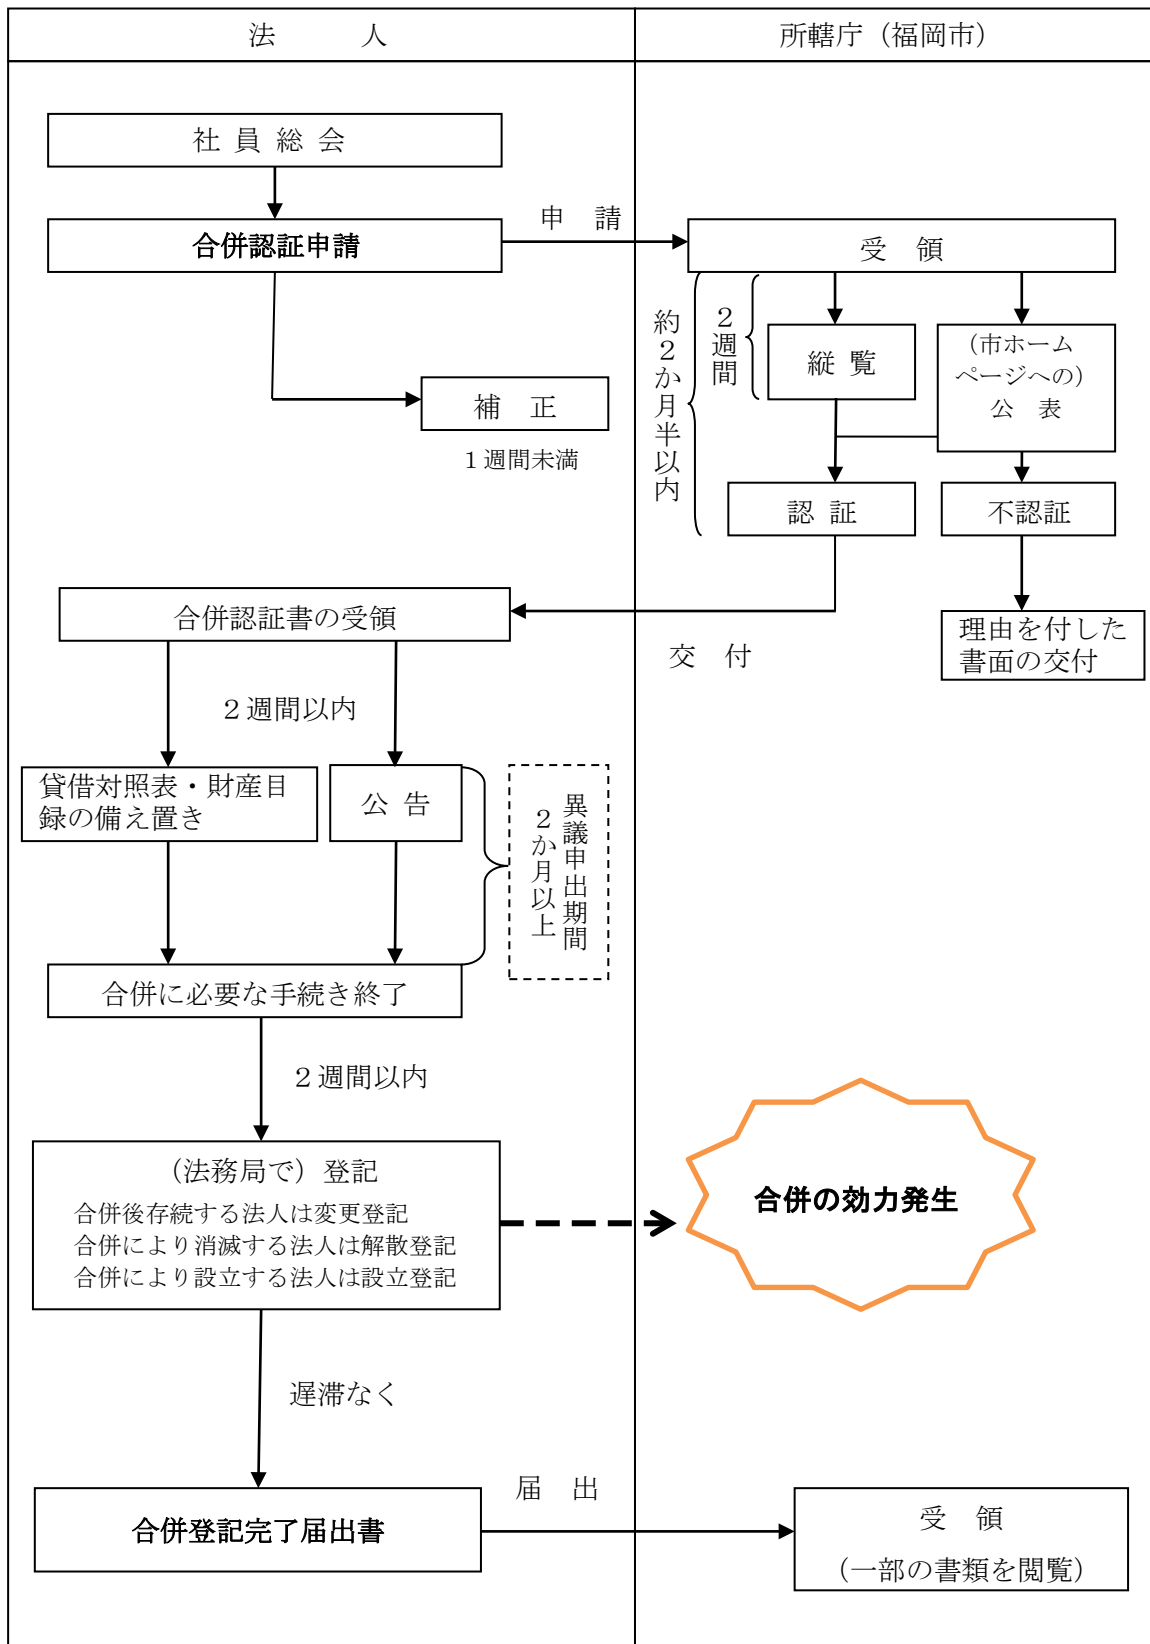 法　　　人
所轄庁（福岡市）
社 員 総 会
合併認証申請
申　請
受　領
補　正
１週間未満
約２か月半以内
２週間
縦 覧
（市ホーム
ページへの）
公　表
認 証
不認証
合併認証書の受領
交　付
理由を付した
書面の交付
２週間以内
貸借対照表・財産目
録の備え置き
公 告
異議申出期間
２か月以上
合併に必要な手続き終了
２週間以内
（法務局で）登記
合併後存続する法人は変更登記
合併により消滅する法人は解散登記
合併により設立する法人は設立登記
合併の効力発生
遅滞なく
合併登記完了届出書
届　出
受　領
（一部の書類を閲覧）